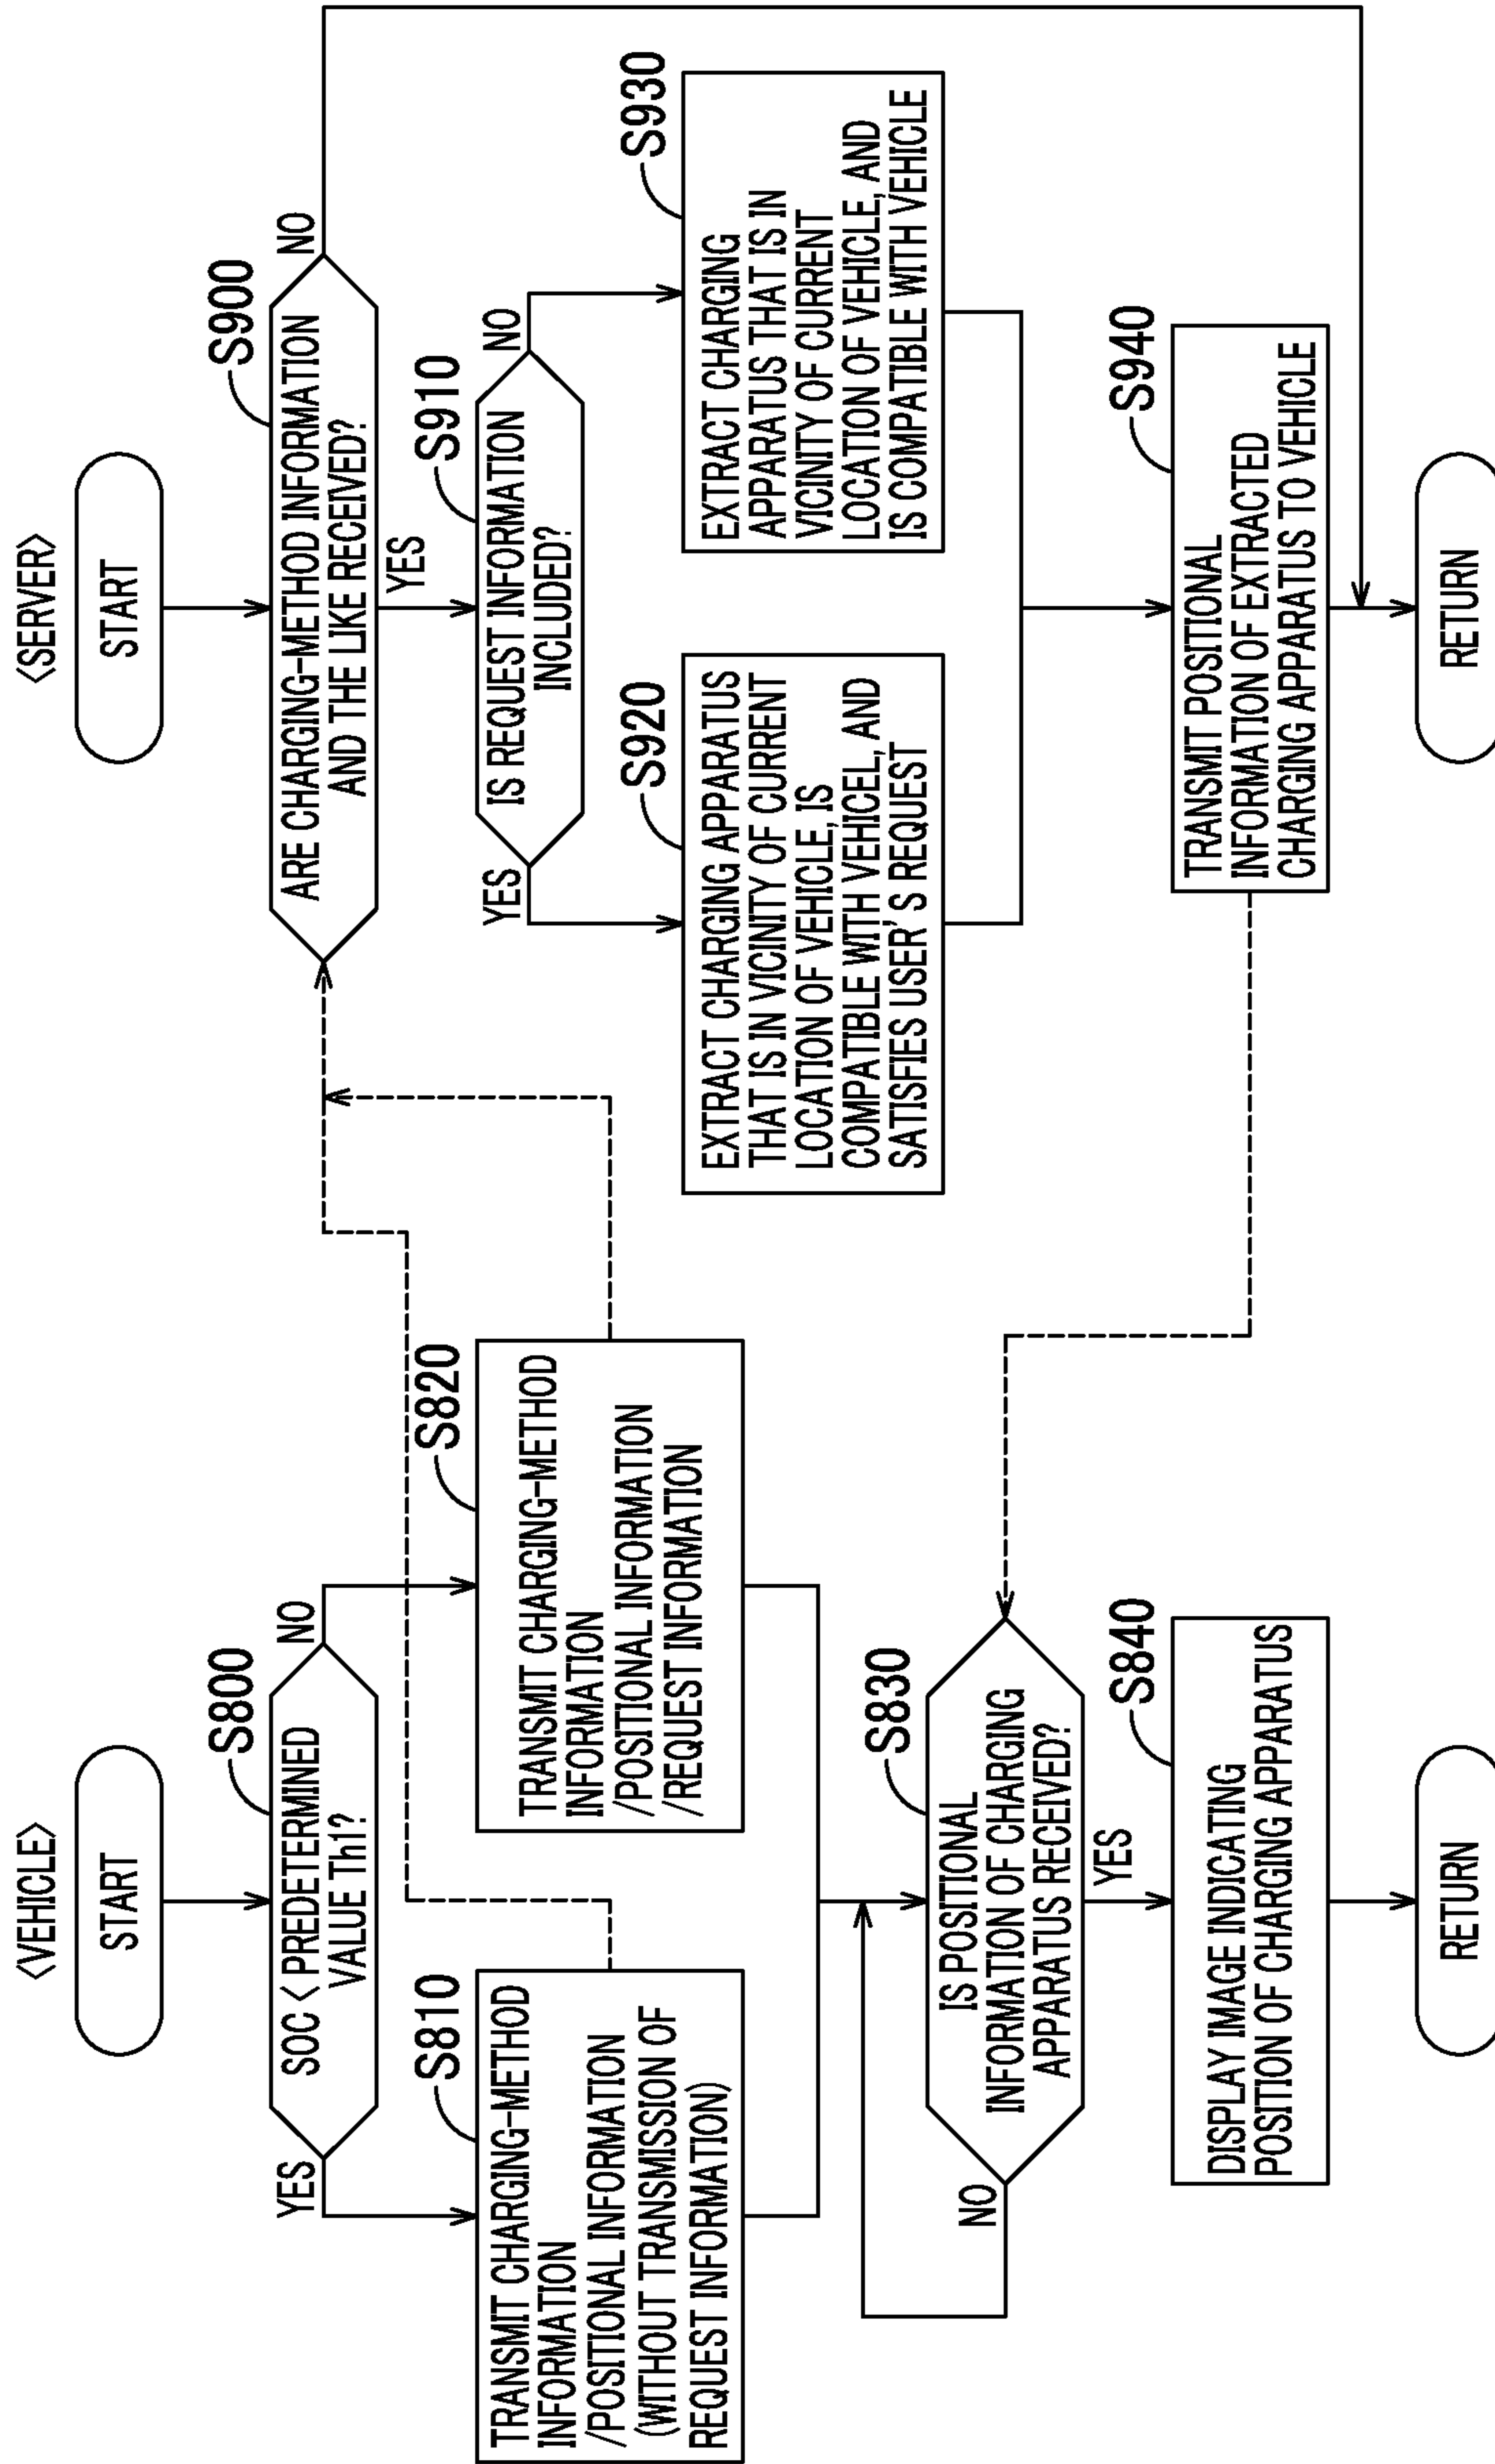 <VEHICLE>
START
S800
SOC < PREDETERMINED
VALUE Th1?
YES
NO
S810
TRANSMIT CHARGING-METHOD
INFORMATION
/POSITIONAL INFORMATION
(WITHOUT TRANSMISSION OF
REQUEST INFORMATION)
S820
TRANSMIT CHARGING-METHOD
INFORMATION
/POSITIONAL INFORMATION
/REQUEST INFORMATION
S830
IS POSITIONAL
INFORMATION OF CHARGING
APPARATUS RECEIVED?
NO
YES
S840
DISPLAY IMAGE INDICATING
POSITION OF CHARGING APPARATUS
RETURN
<SERVER>
START
S900
ARE CHARGING-METHOD INFORMATION
AND THE LIKE RECEIVED?
NO
YES
S910
IS REQUEST INFORMATION
INCLUDED?
YES
NO
S920
EXTRACT CHARGING APPARATUS
THAT IS IN VICINITY OF CURRENT
LOCATION OF VEHICLE, IS
COMPATIBLE WITH VEHICEL, AND
SATISFIES USER'S REQUEST
S930
EXTRACT CHARGING
APPARATUS THAT IS IN
VICINITY OF CURRENT
LOCATION OF VEHICLE, AND
IS COMPATIBLE WITH VEHICLE
S940
TRANSMIT POSITIONAL
INFORMATION OF EXTRACTED
CHARGING APPARATUS TO VEHICLE
RETURN